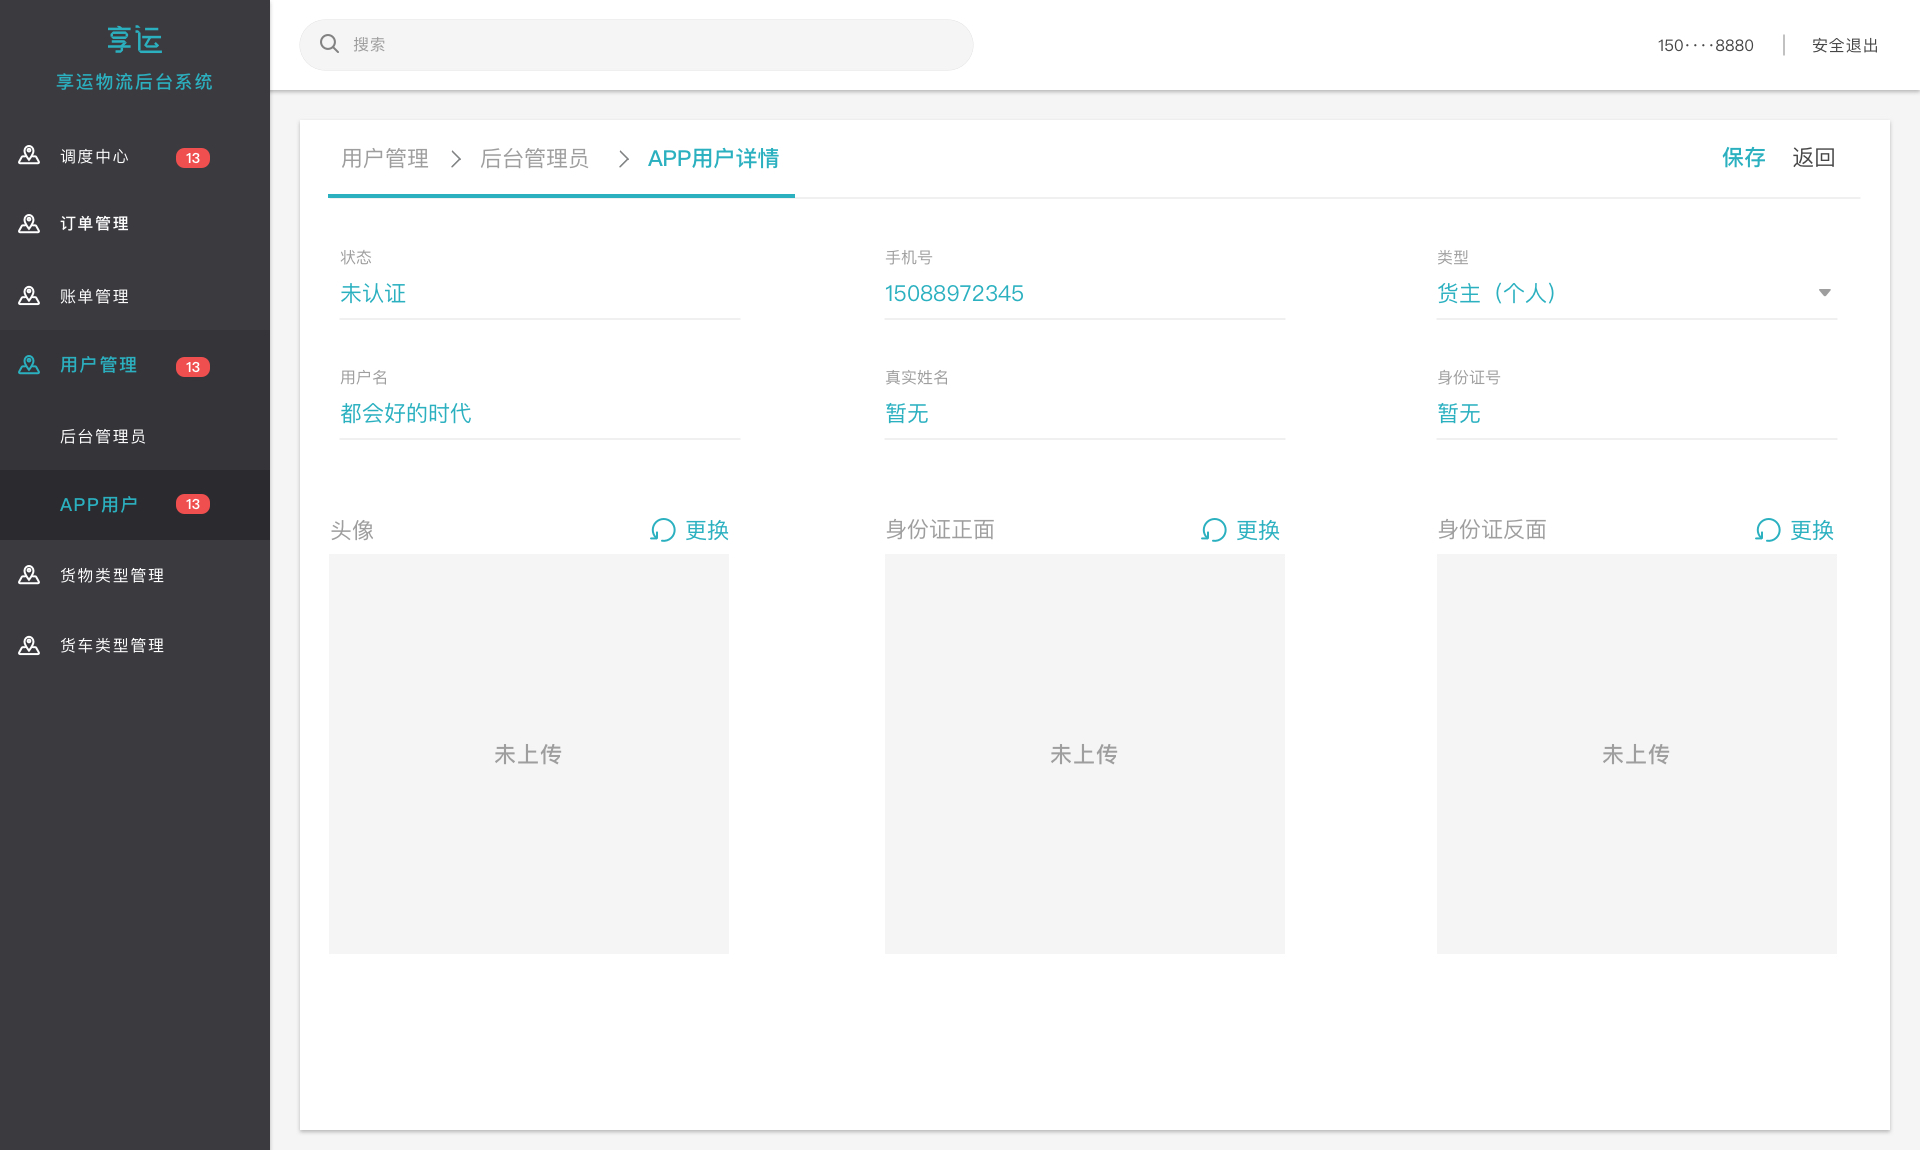 享运
享运物流后台系统
调度中心 13
订单管理
账单管理
用户管理 13
后台管理员
APP用户 13
货物类型管理
货车类型管理
搜索
150····8880 | 安全退出
用户管理 > 后台管理员 > APP用户详情
保存 返回
状态
未认证
手机号
15088972345
类型
货主（个人）
用户名
都会好的时代
真实姓名
暂无
身份证号
暂无
头像 更换
未上传
身份证正面 更换
未上传
身份证反面 更换
未上传